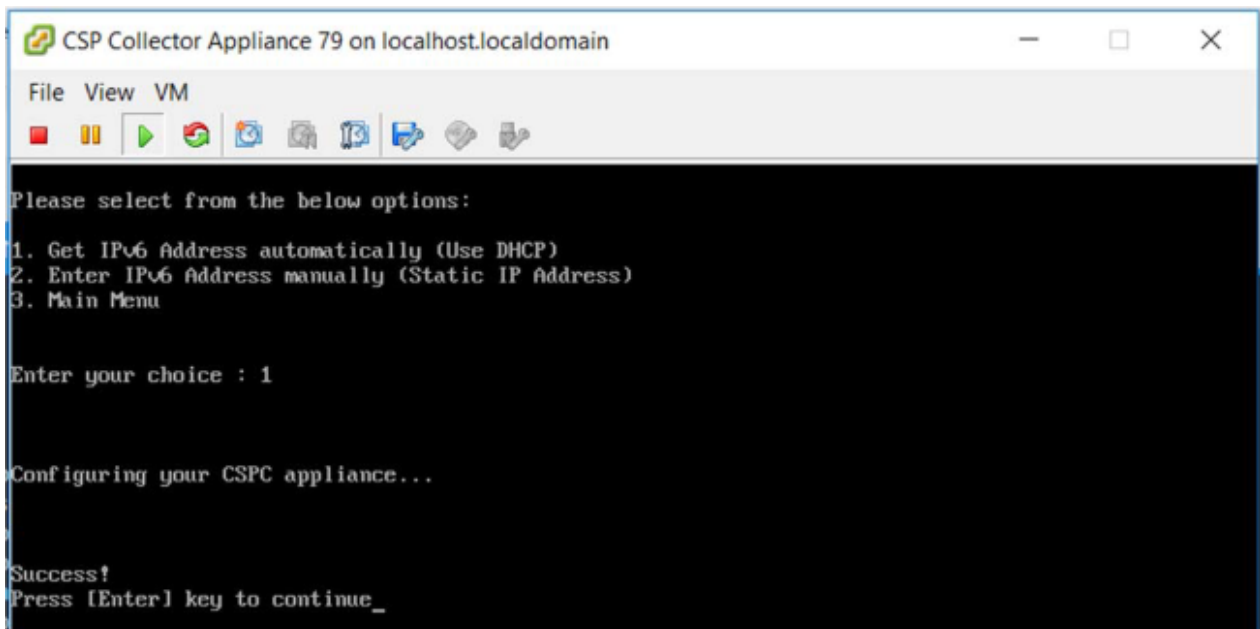 CSP Collector Appliance 79 on localhost.localdomain
File View VM
Please select from the below options:
1. Get IPv6 Address automatically (Use DHCP)
2. Enter IPv6 Address manually (Static IP Address)
3. Main Menu
Enter your choice : 1
Configuring your CSPC appliance...
Success!
Press [Enter] key to continue_